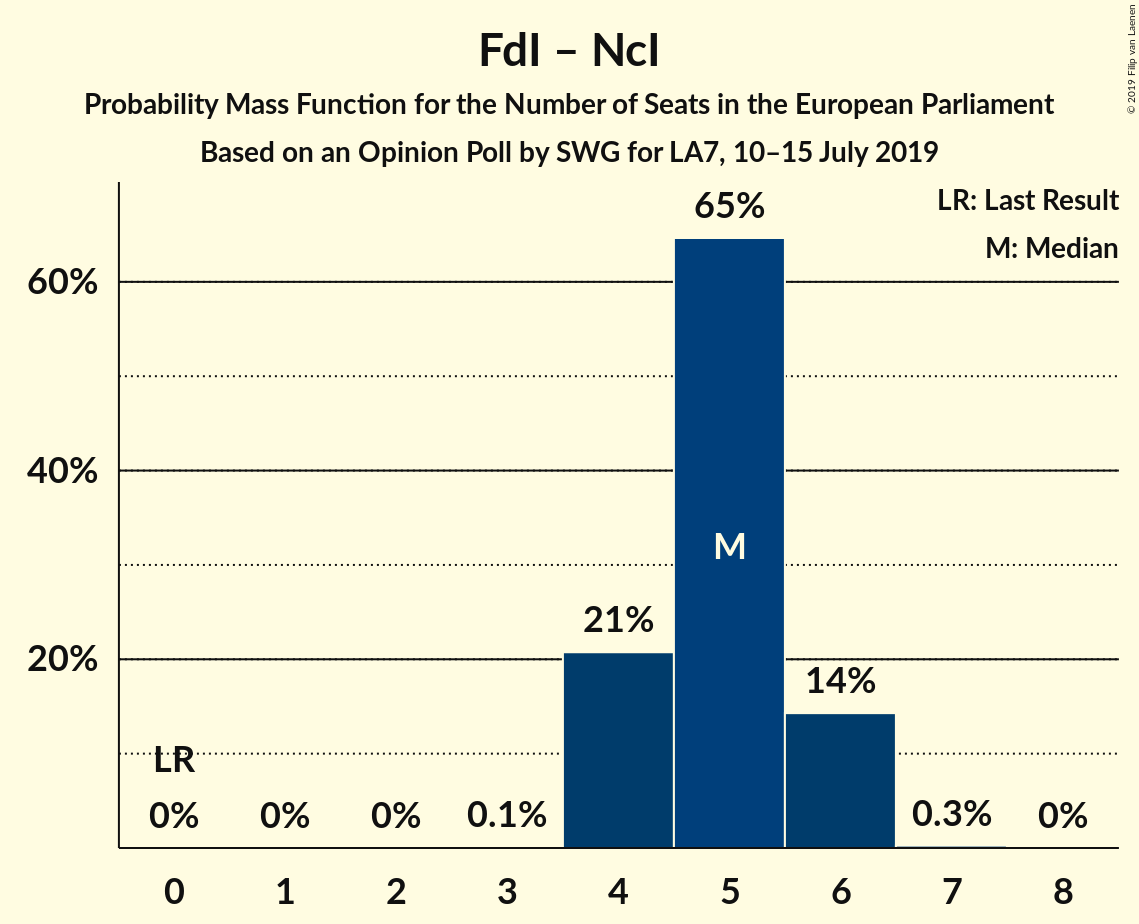 FdI – NcI
Probability Mass Function for the Number of Seats in the European Parliament
Based on an Opinion Poll by SWG for LA7, 10–15 July 2019
© 2019 Filip van Laenen
LR: Last Result
M: Median
65%
60%
40%
M
21%
20%
14%
LR
0%
0%
0%
0.1%
0.3%
0%
0 1 2 3 4 5 6 7 8